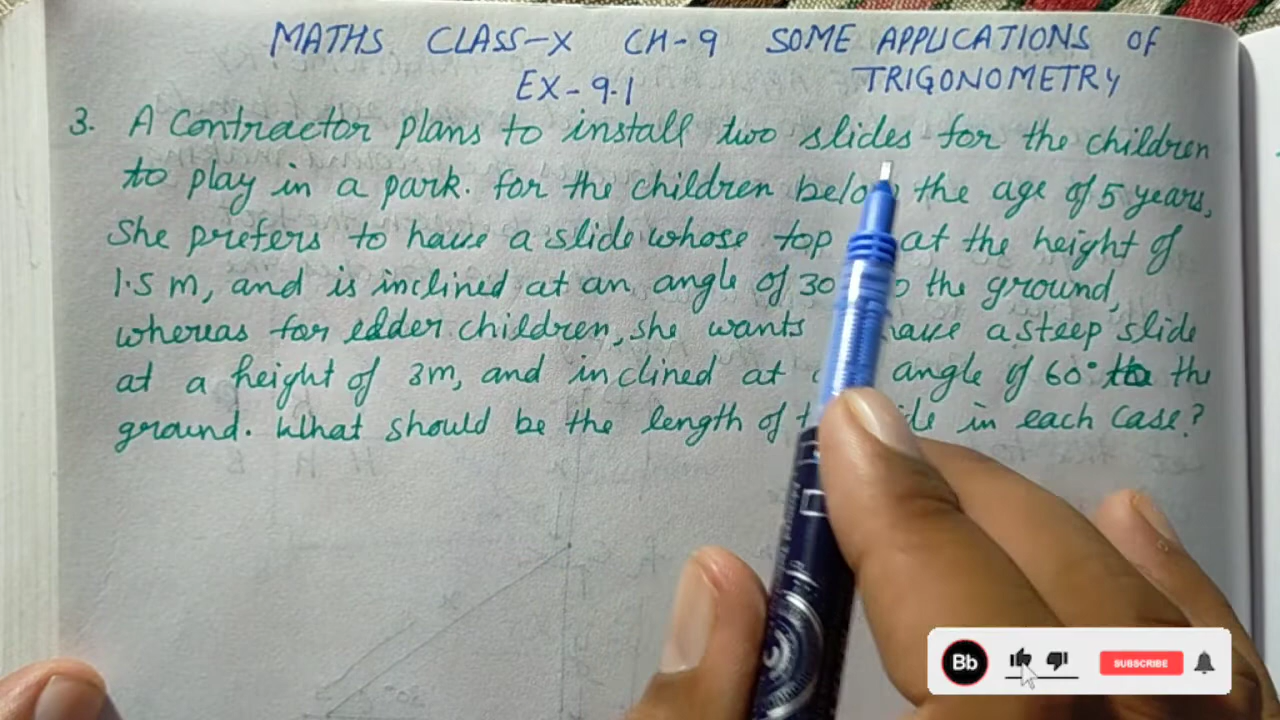 MATHS CLASS-X CH-9 SOME APPLICATIONS OF
EX-9.1 TRIGONOMETRY
3. A Contractor plans to install two slides for the children
to play in a park. for the children below the age of 5 years,
She prefers to have a slide whose top at the height of
1.5 m, and is inclined at an angle of 30 the ground,
whereas for elder children, she wants have a steep slide
at a height of 3m, and inclined at angle of 60° to the
ground. What should be the length of in each case?
Bb
SUBSCRIBE